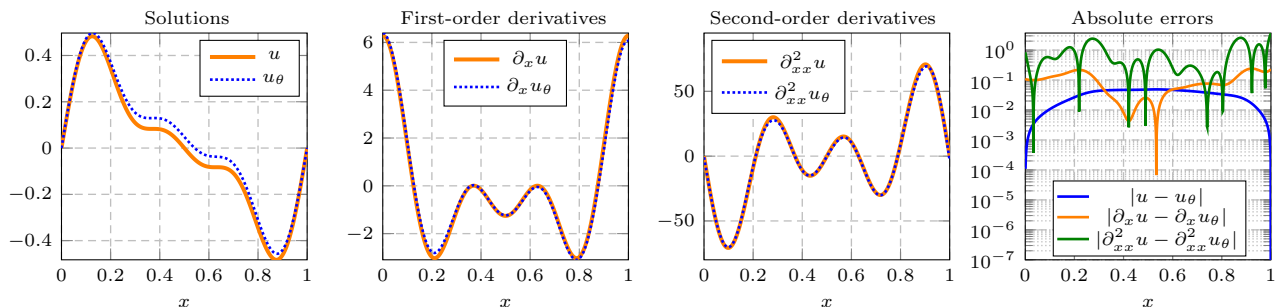 Solutions
0.4
0.2
0
−0.2
−0.4
0 0.2 0.4 0.6 0.8 1
x
u
u_θ
First-order derivatives
6
4
2
0
−2
0 0.2 0.4 0.6 0.8 1
x
∂_x u
∂_x u_θ
Second-order derivatives
50
0
−50
0 0.2 0.4 0.6 0.8 1
x
∂²_xx u
∂²_xx u_θ
Absolute errors
10⁰
10⁻¹
10⁻²
10⁻³
10⁻⁴
10⁻⁵
10⁻⁶
10⁻⁷
0 0.2 0.4 0.6 0.8 1
x
|u − u_θ|
|∂_x u − ∂_x u_θ|
|∂²_xx u − ∂²_xx u_θ|